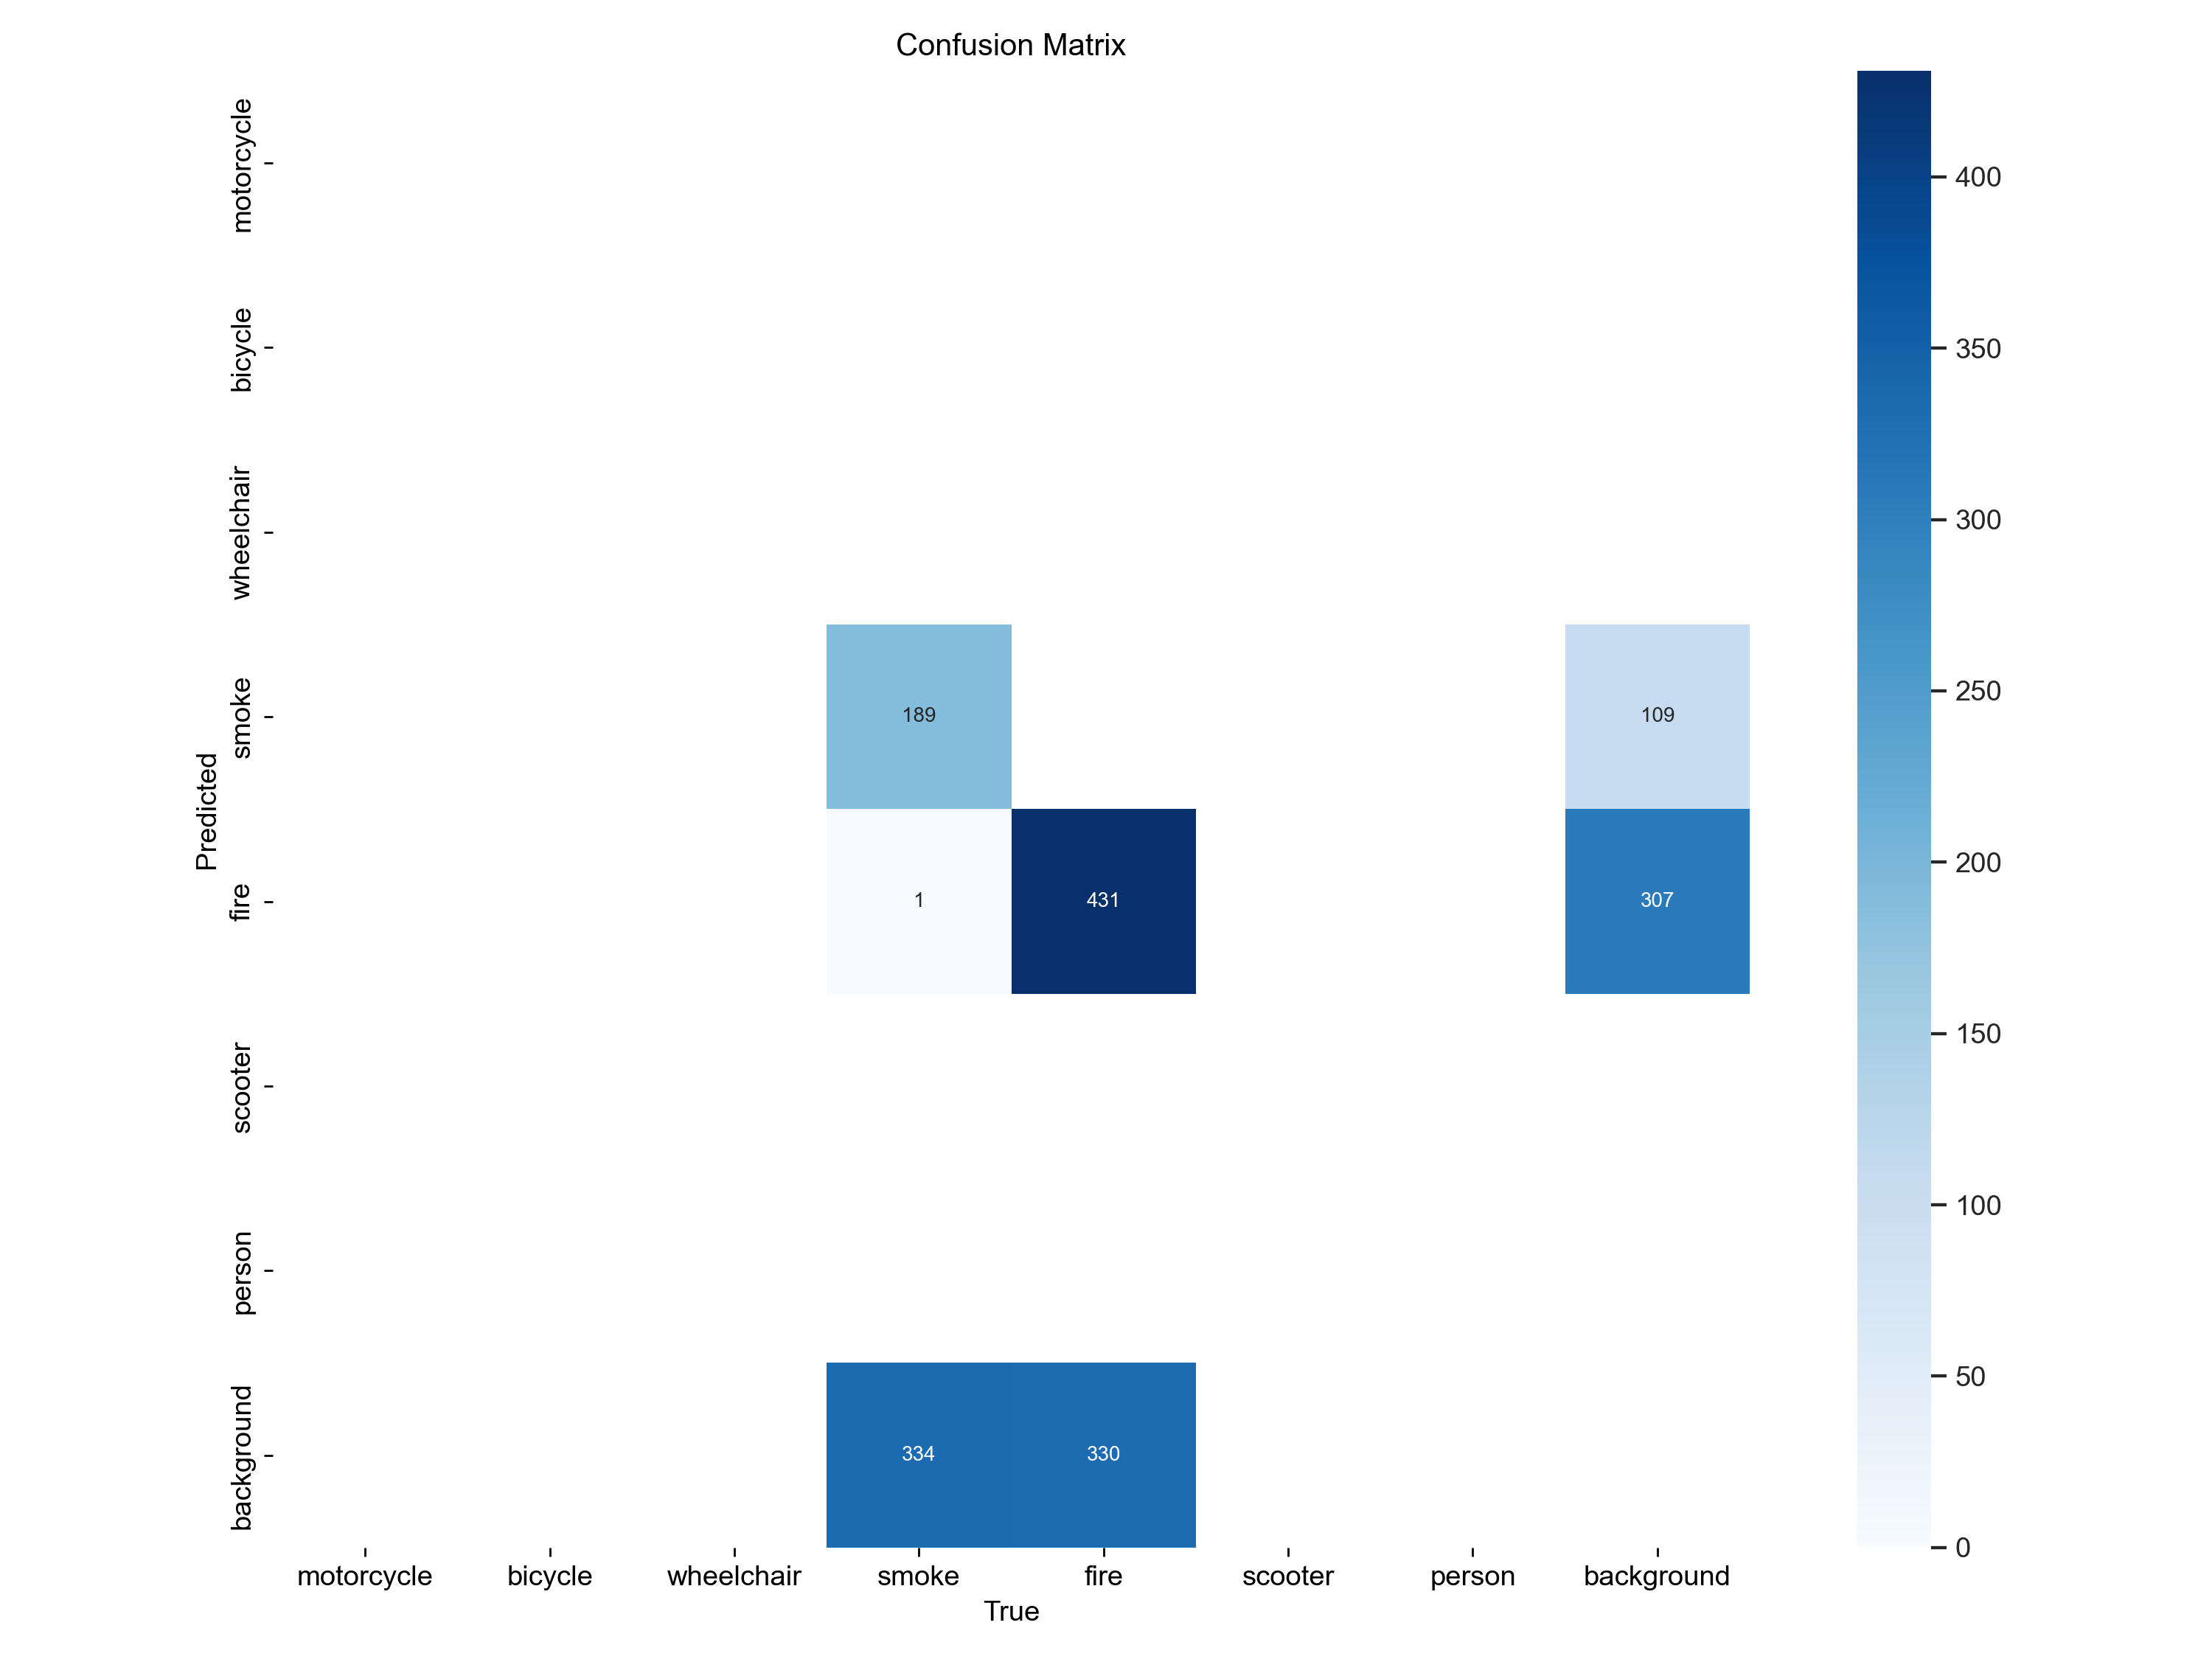 Confusion Matrix
motorcycle
bicycle
wheelchair
smoke
fire
scooter
person
background
Predicted
189
109
1
431
307
334
330
motorcycle bicycle wheelchair smoke fire scooter person background
True
400
350
300
250
200
150
100
50
0